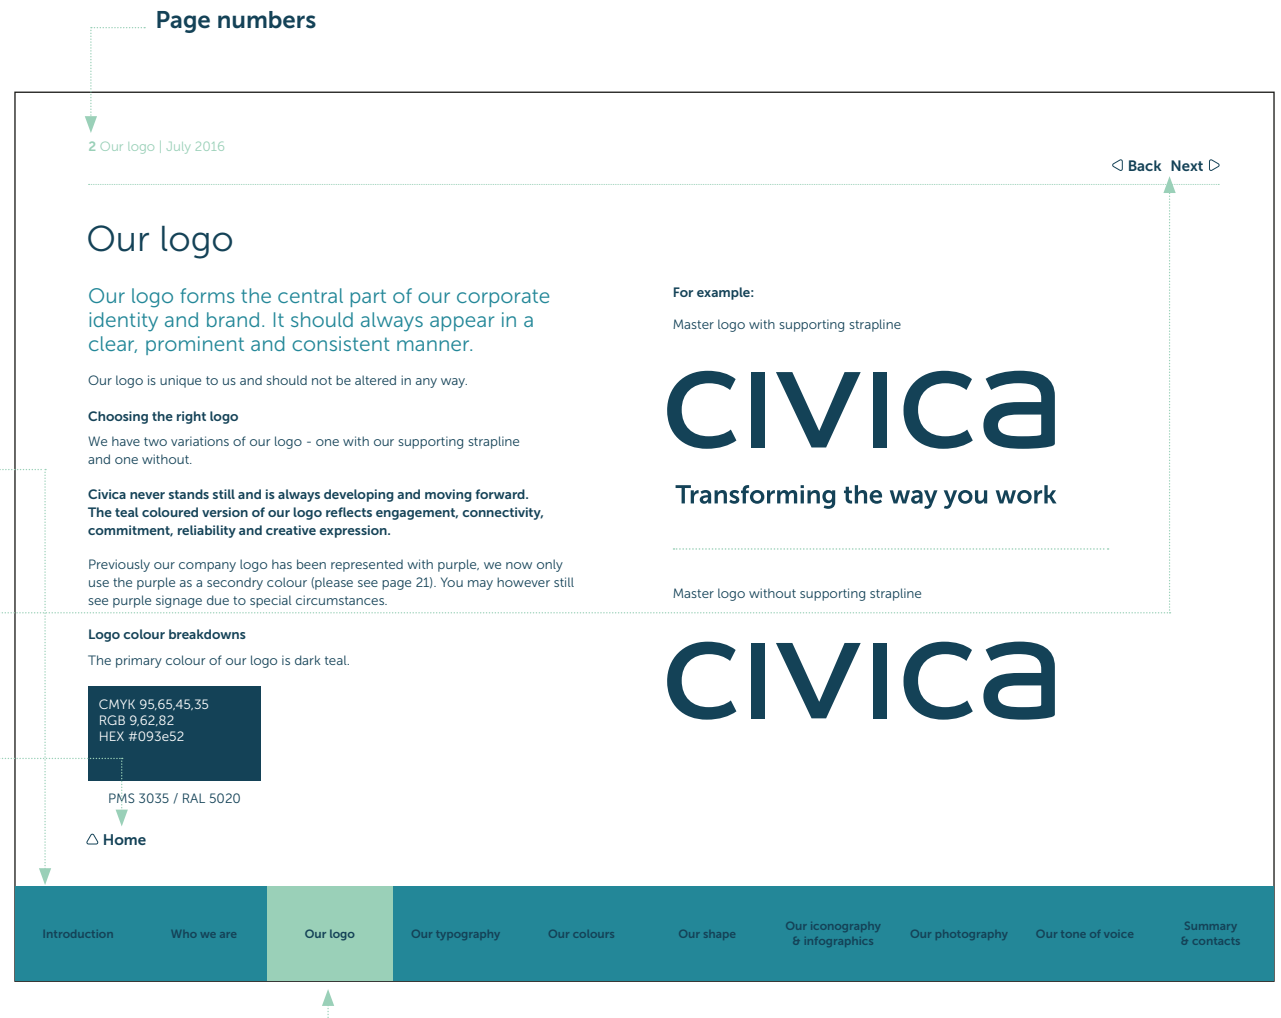 Page numbers
2 Our logo | July 2016
Back Next
Our logo
Our logo forms the central part of our corporate
identity and brand. It should always appear in a
clear, prominent and consistent manner.
Our logo is unique to us and should not be altered in any way.
Choosing the right logo
We have two variations of our logo - one with our supporting strapline
and one without.
Civica never stands still and is always developing and moving forward.
The teal coloured version of our logo reflects engagement, connectivity,
commitment, reliability and creative expression.
Previously our company logo has been represented with purple, we now only
use the purple as a secondry colour (please see page 21). You may however still
see purple signage due to special circumstances.
Logo colour breakdowns
The primary colour of our logo is dark teal.
CMYK 95,65,45,35
RGB 9,62,82
HEX #093e52
PMS 3035 / RAL 5020
Home
For example:
Master logo with supporting strapline
CIVICa
Transforming the way you work
Master logo without supporting strapline
CIVICa
Introduction
Who we are
Our logo
Our typography
Our colours
Our shape
Our iconography
& infographics
Our photography
Our tone of voice
Summary
& contacts